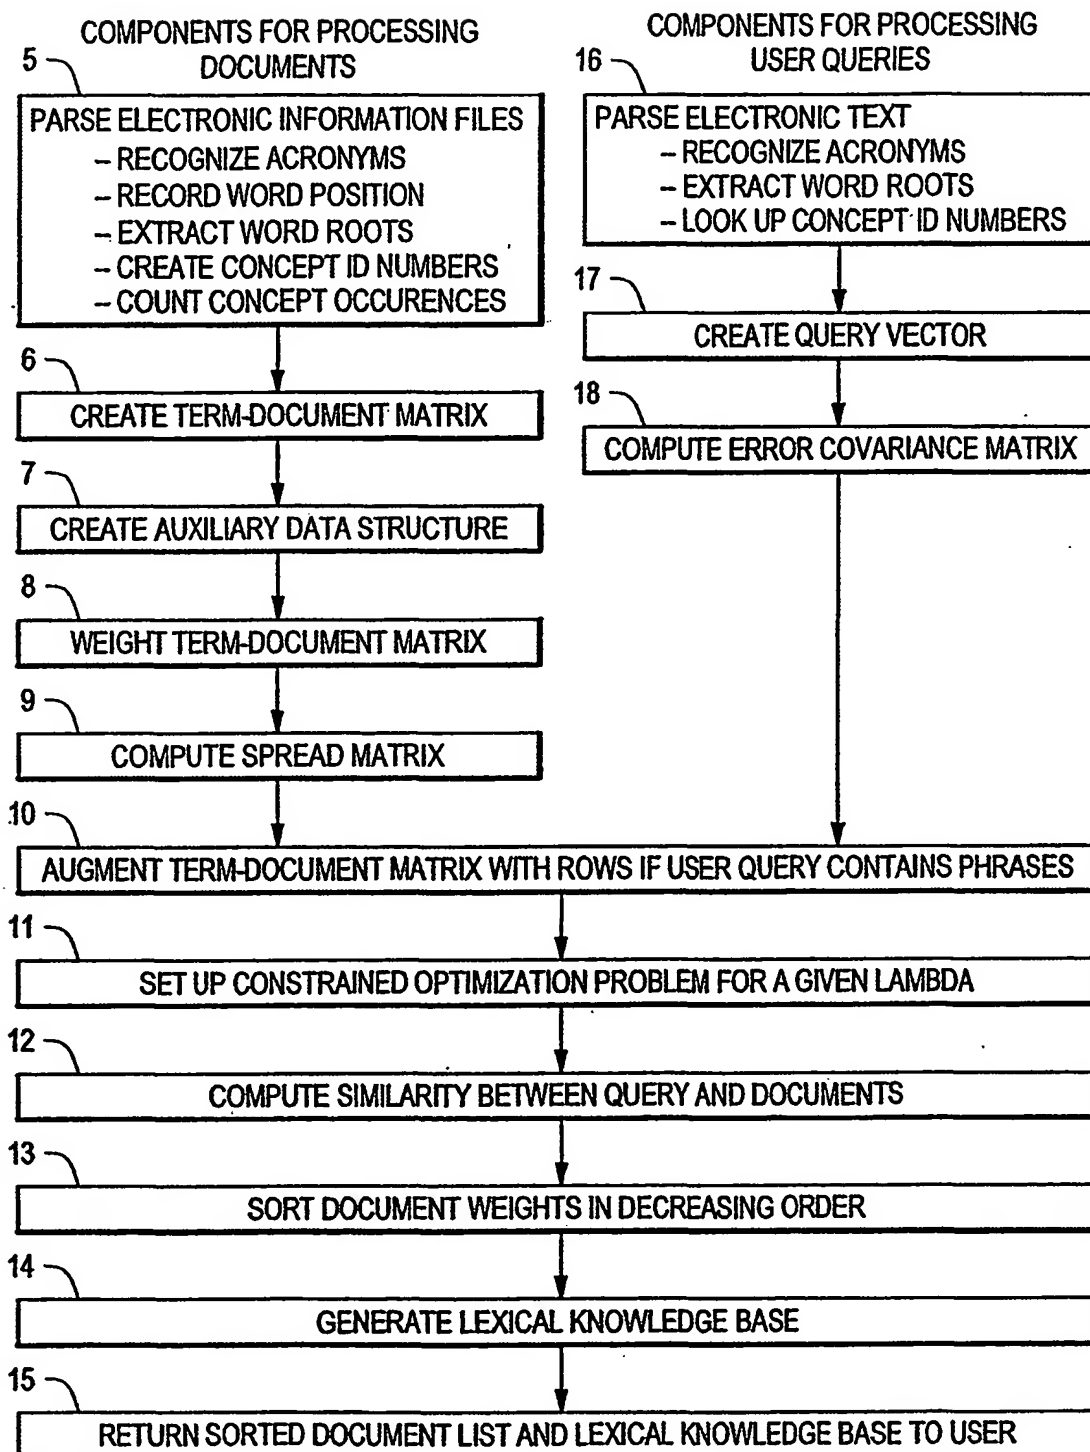 COMPONENTS FOR PROCESSING
DOCUMENTS
5
PARSE ELECTRONIC INFORMATION FILES
– RECOGNIZE ACRONYMS
– RECORD WORD POSITION
– EXTRACT WORD ROOTS
– CREATE CONCEPT ID NUMBERS
– COUNT CONCEPT OCCURENCES
6
CREATE TERM-DOCUMENT MATRIX
7
CREATE AUXILIARY DATA STRUCTURE
8
WEIGHT TERM-DOCUMENT MATRIX
9
COMPUTE SPREAD MATRIX
COMPONENTS FOR PROCESSING
USER QUERIES
16
PARSE ELECTRONIC TEXT
– RECOGNIZE ACRONYMS
– EXTRACT WORD ROOTS
– LOOK UP CONCEPT ID NUMBERS
17
CREATE QUERY VECTOR
18
COMPUTE ERROR COVARIANCE MATRIX
10
AUGMENT TERM-DOCUMENT MATRIX WITH ROWS IF USER QUERY CONTAINS PHRASES
11
SET UP CONSTRAINED OPTIMIZATION PROBLEM FOR A GIVEN LAMBDA
12
COMPUTE SIMILARITY BETWEEN QUERY AND DOCUMENTS
13
SORT DOCUMENT WEIGHTS IN DECREASING ORDER
14
GENERATE LEXICAL KNOWLEDGE BASE
15
RETURN SORTED DOCUMENT LIST AND LEXICAL KNOWLEDGE BASE TO USER